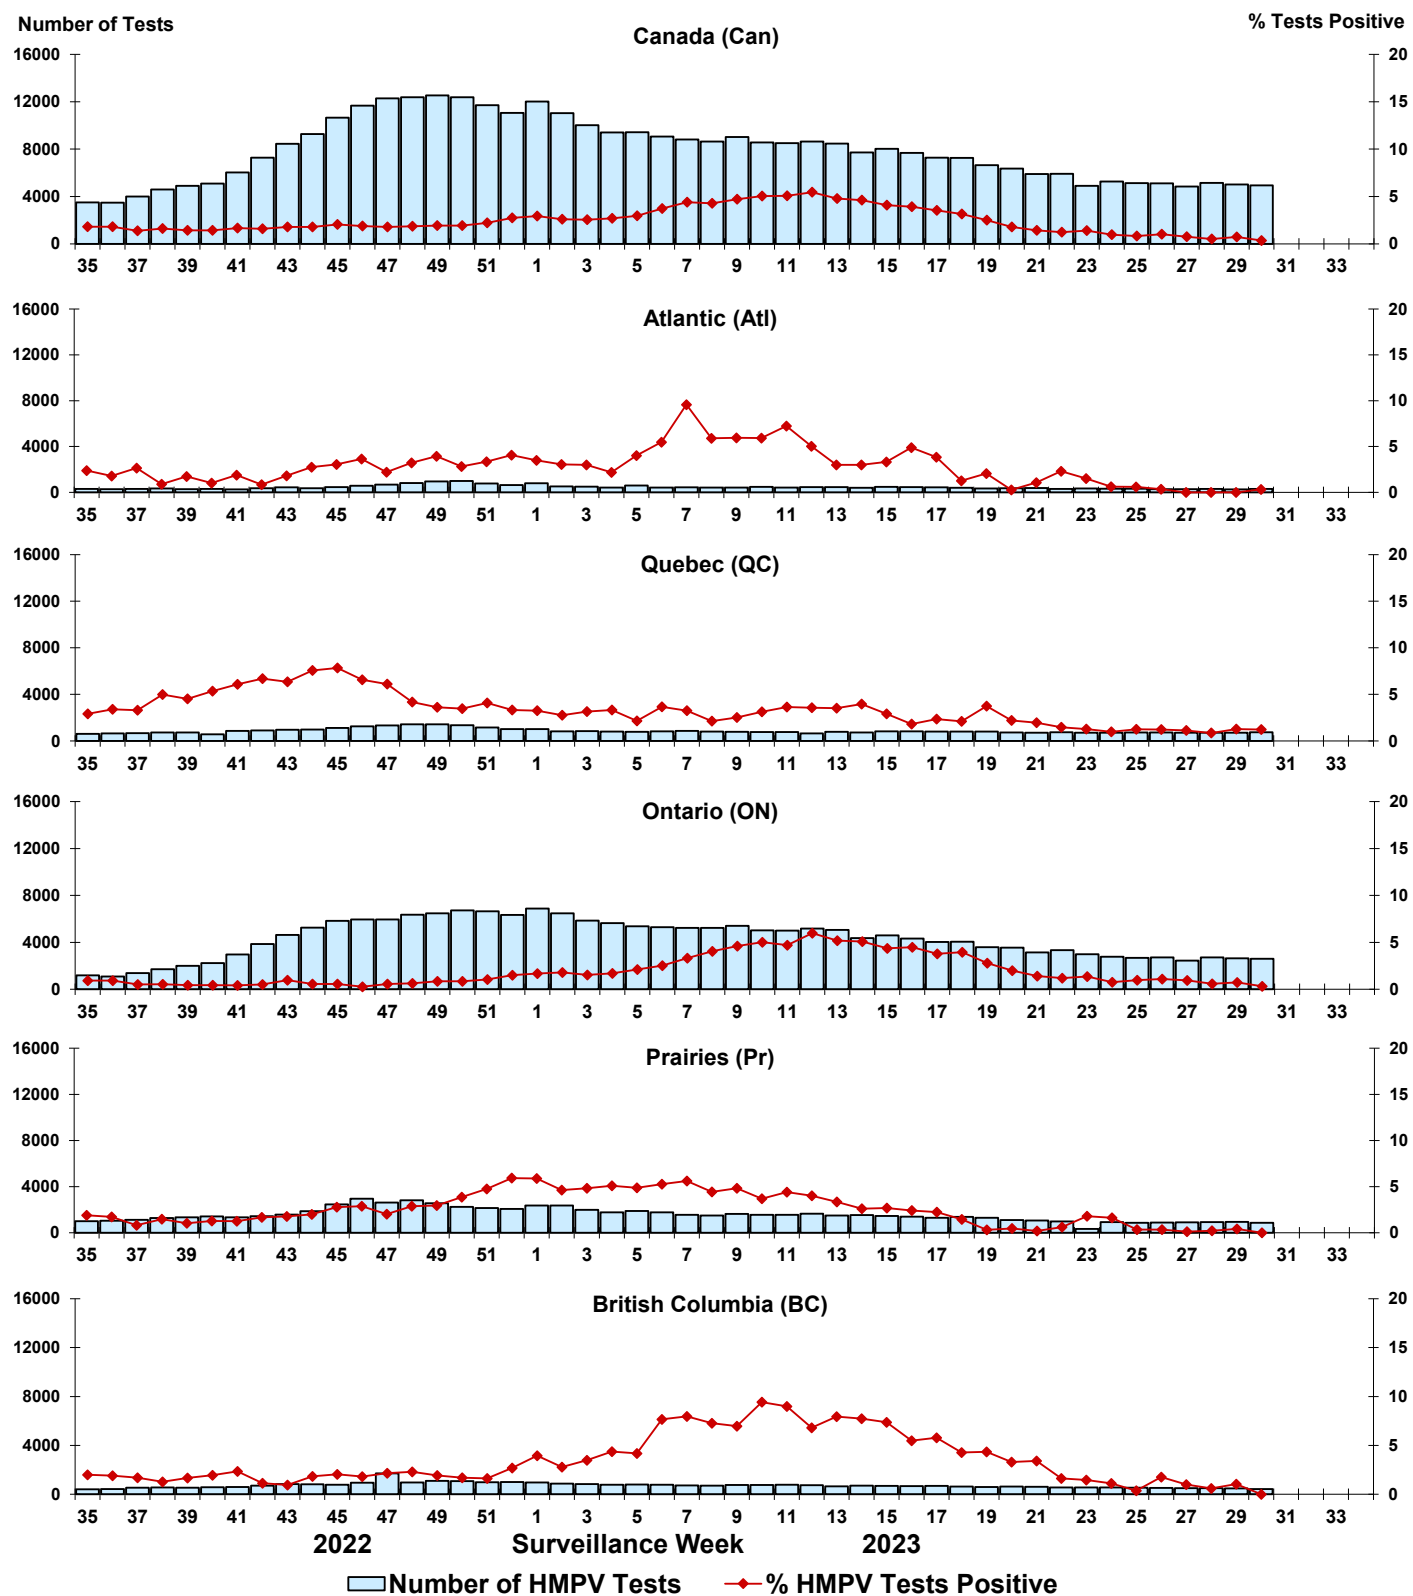 Number of Tests % Tests Positive
Canada (Can)
16000 20
12000 15
8000 10
4000 5
0 0
35 37 39 41 43 45 47 49 51 1 3 5 7 9 11 13 15 17 19 21 23 25 27 29 31 33
Atlantic (Atl)
16000 20
12000 15
8000 10
4000 5
0 0
35 37 39 41 43 45 47 49 51 1 3 5 7 9 11 13 15 17 19 21 23 25 27 29 31 33
Quebec (QC)
16000 20
12000 15
8000 10
4000 5
0 0
35 37 39 41 43 45 47 49 51 1 3 5 7 9 11 13 15 17 19 21 23 25 27 29 31 33
Ontario (ON)
16000 20
12000 15
8000 10
4000 5
0 0
35 37 39 41 43 45 47 49 51 1 3 5 7 9 11 13 15 17 19 21 23 25 27 29 31 33
Prairies (Pr)
16000 20
12000 15
8000 10
4000 5
0 0
35 37 39 41 43 45 47 49 51 1 3 5 7 9 11 13 15 17 19 21 23 25 27 29 31 33
British Columbia (BC)
16000 20
12000 15
8000 10
4000 5
0 0
35 37 39 41 43 45 47 49 51 1 3 5 7 9 11 13 15 17 19 21 23 25 27 29 31 33
2022 Surveillance Week 2023
Number of HMPV Tests % HMPV Tests Positive